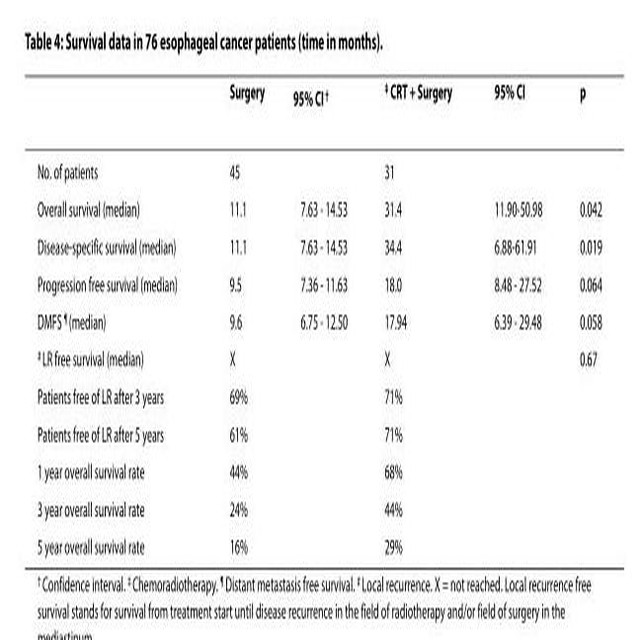 Table 4: Survival data in 76 esophageal cancer patients (time in months).
Surgery 95% CI† ‡CRT + Surgery 95% CI p
No. of patients 45 31
Overall survival (median) 11.1 7.63 - 14.53 31.4 11.90-50.98 0.042
Disease-specific survival (median) 11.1 7.63 - 14.53 34.4 6.88-61.91 0.019
Progression free survival (median) 9.5 7.36 - 11.63 18.0 8.48 - 27.52 0.064
DMFS ¶ (median) 9.6 6.75 - 12.50 17.94 6.39 - 29.48 0.058
‡LR free survival (median) X X 0.67
Patients free of LR after 3 years 69% 71%
Patients free of LR after 5 years 61% 71%
1 year overall survival rate 44% 68%
3 year overall survival rate 24% 44%
5 year overall survival rate 16% 29%
†Confidence interval. ‡Chemoradiotherapy. ¶Distant metastasis free survival. ‡Local recurrence. X = not reached. Local recurrence free
survival stands for survival from treatment start until disease recurrence in the field of radiotherapy and/or field of surgery in the
mediastinum.